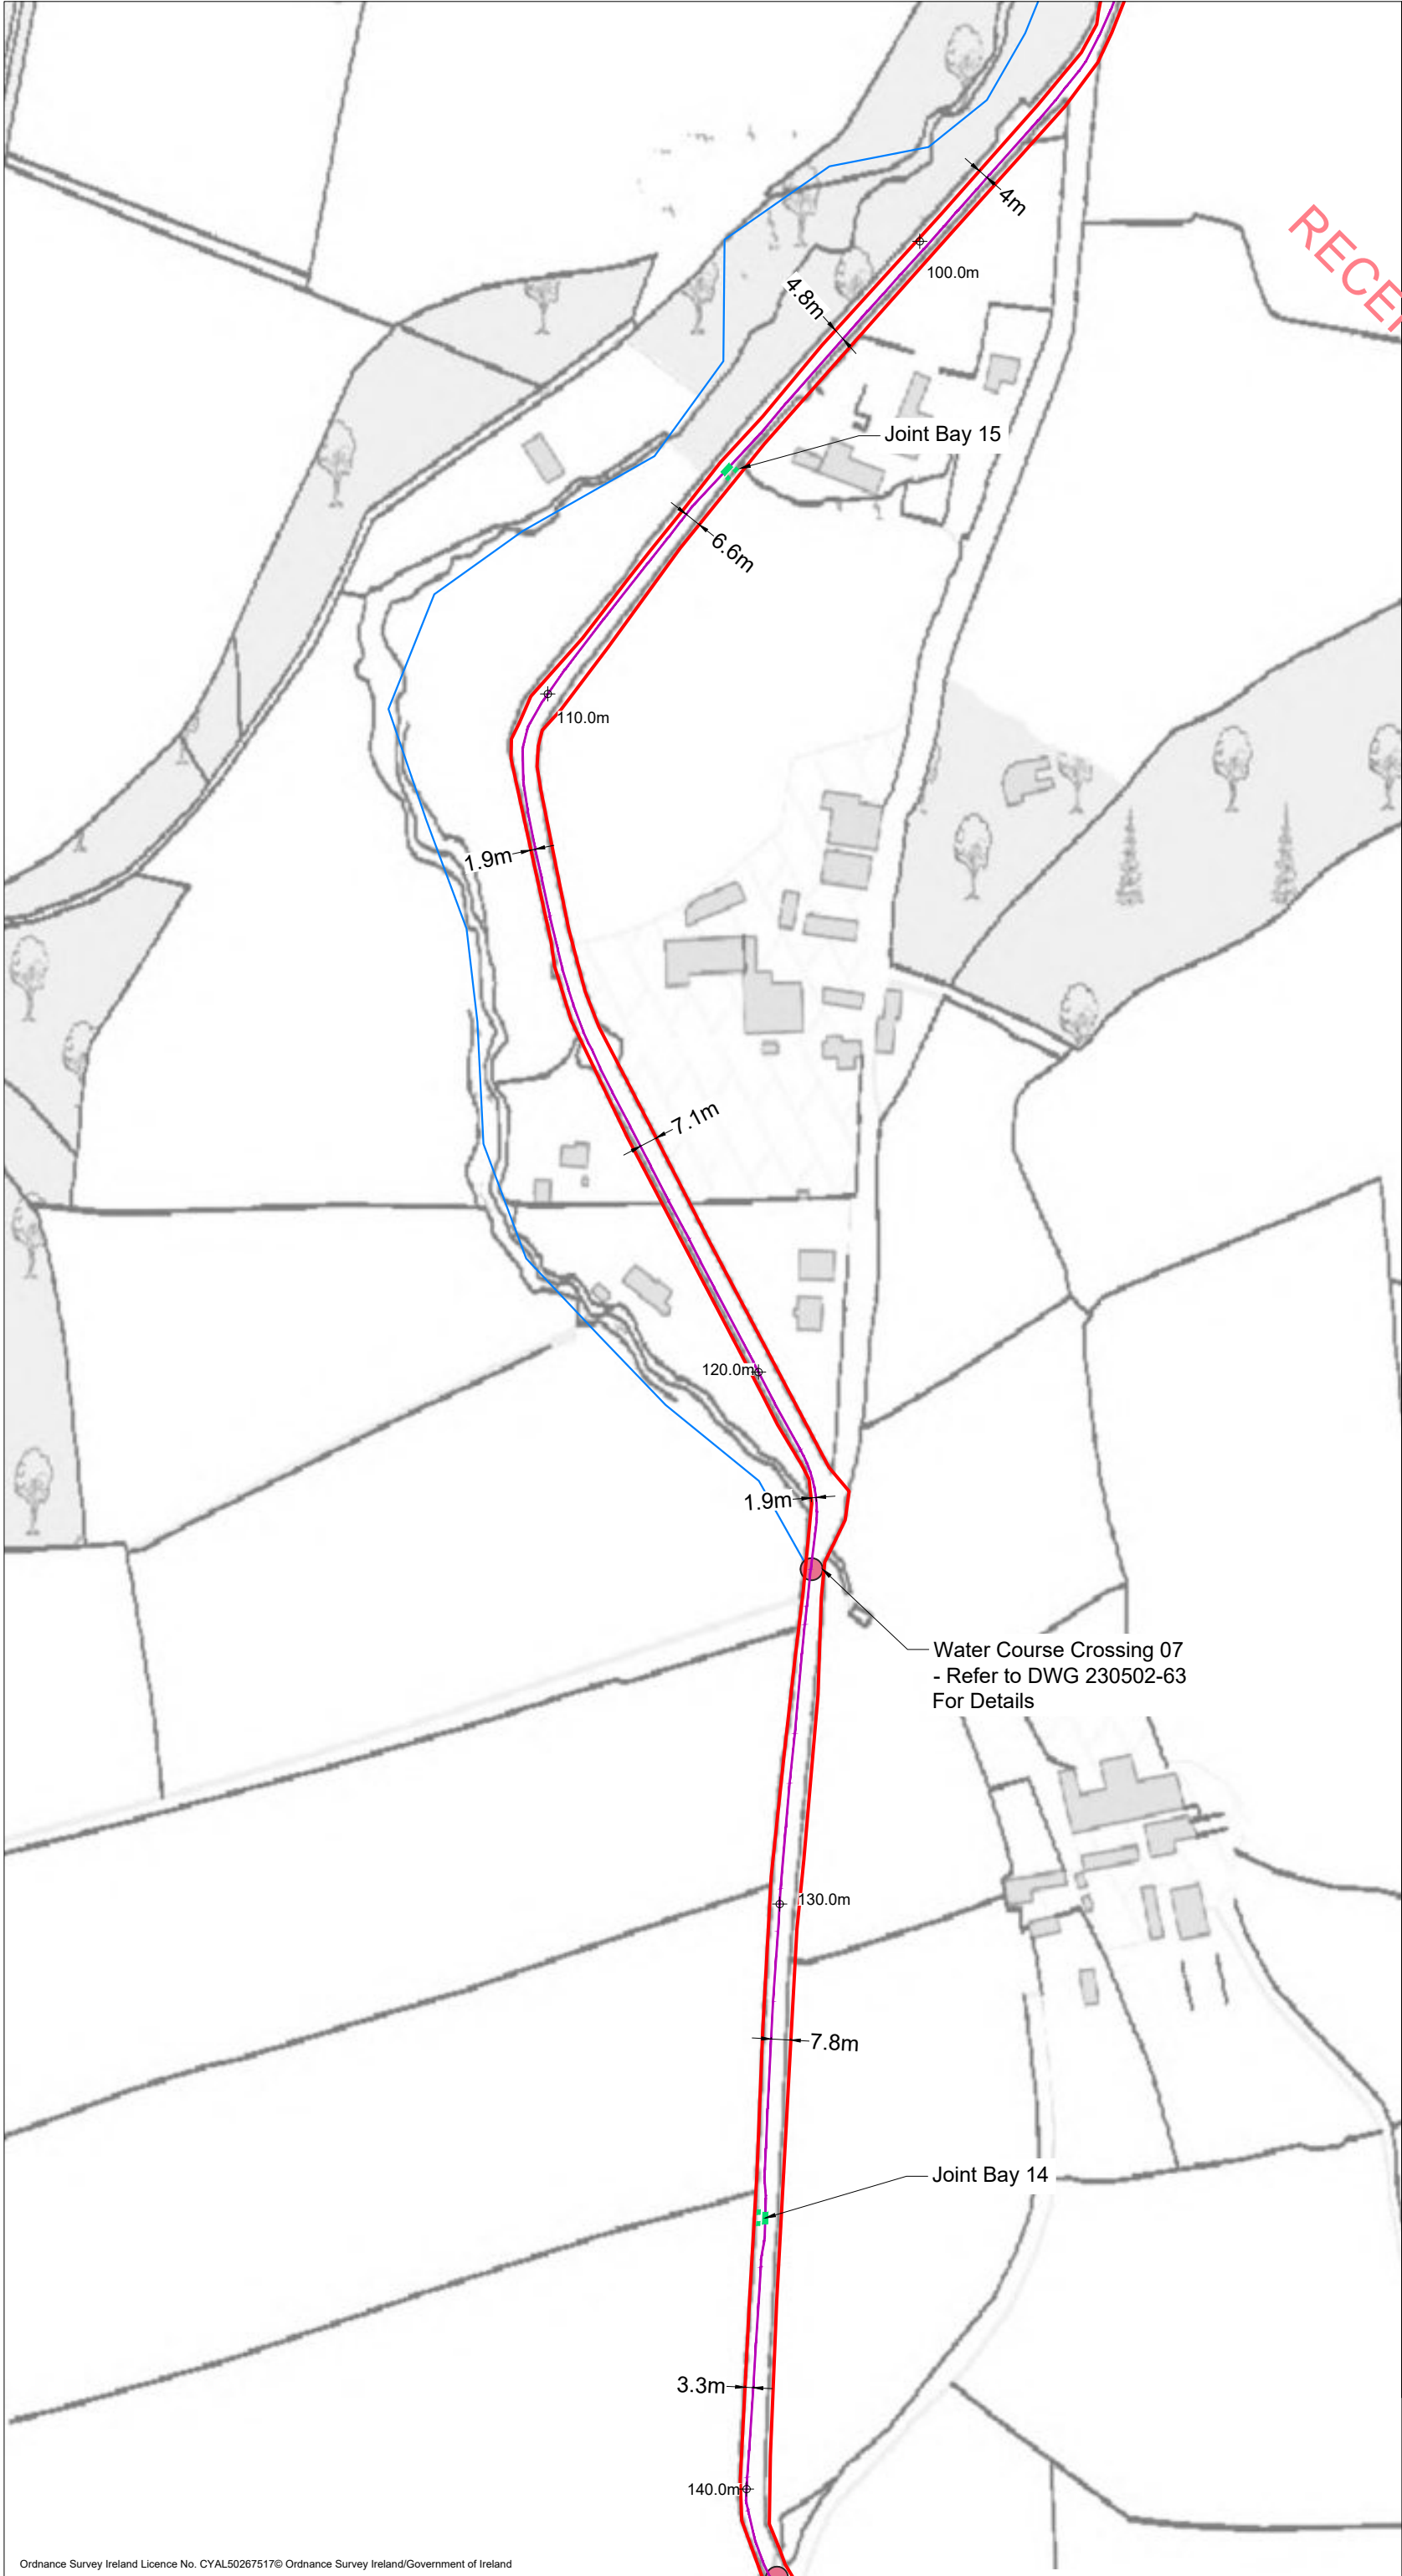 4m
100.0m
4.8m
Joint Bay 15
6.6m
110.0m
1.9m
7.1m
120.0m
1.9m
Water Course Crossing 07
- Refer to DWG 230502-63
For Details
130.0m
7.8m
Joint Bay 14
3.3m
140.0m
Ordnance Survey Ireland Licence No. CYAL50267517© Ordnance Survey Ireland/Government of Ireland